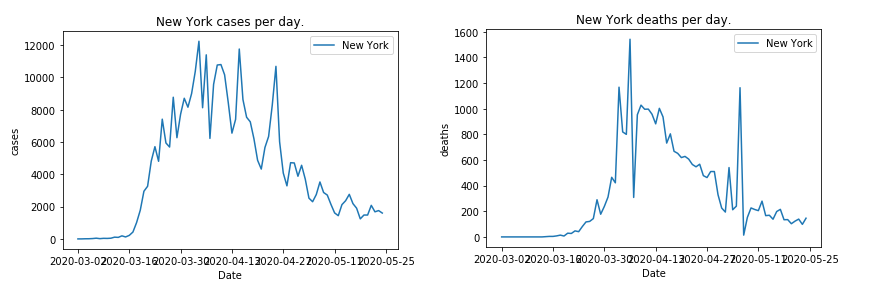 New York cases per day.
New York
12000
10000
8000
6000
4000
2000
0
cases
2020-03-02 2020-03-16 2020-03-30 2020-04-13 2020-04-27 2020-05-11 2020-05-25
Date
New York deaths per day.
New York
1600
1400
1200
1000
800
600
400
200
0
deaths
2020-03-02 2020-03-16 2020-03-30 2020-04-13 2020-04-27 2020-05-11 2020-05-25
Date